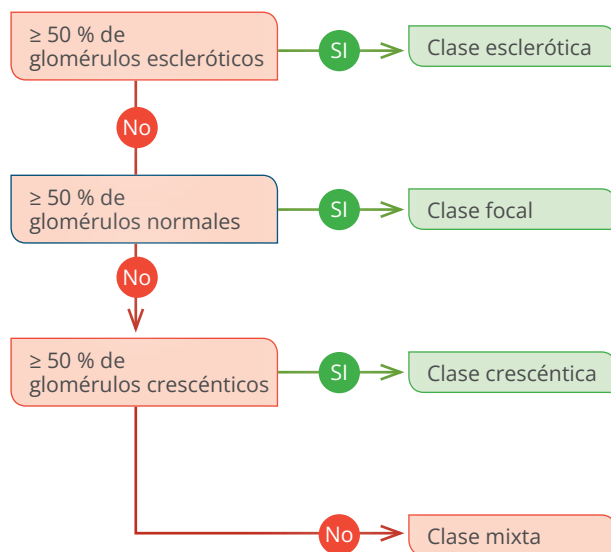 ≥ 50 % de
glomérulos escleróticos
SI
Clase esclerótica
No
≥ 50 % de
glomérulos normales
SI
Clase focal
No
≥ 50 % de
glomérulos crescénticos
SI
Clase crescéntica
No
Clase mixta